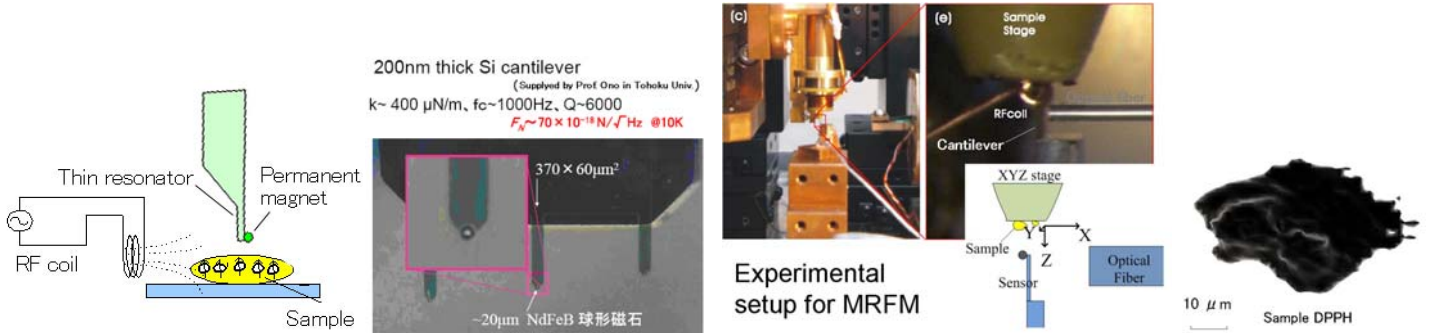 Thin resonator
Permanent
magnet
RF coil
Sample
200nm thick Si cantilever
(Supplyed by Prof. Ono in Tohoku Univ.)
k~ 400 μN/m、fc~1000Hz、Q~6000
F_N~70×10⁻¹⁸N/√Hz @10K
370×60μm²
~20μm NdFeB 球形磁石
(c)
(e)
Sample
Stage
RFcoil
Cantilever
XYZ stage
Sample
Y
X
Z
Sensor
Optical
Fiber
Experimental
setup for MRFM
10 μm
Sample DPPH